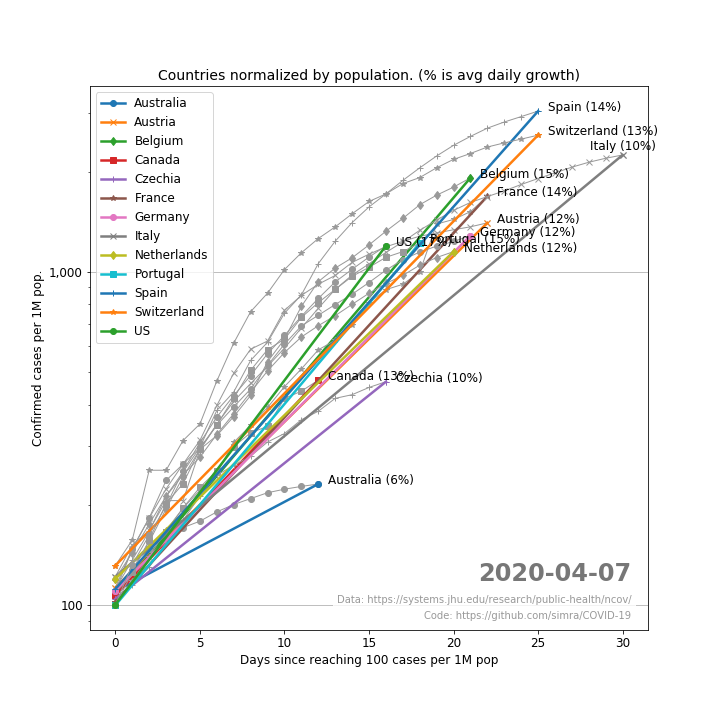 Countries normalized by population. (% is avg daily growth)
Australia
Austria
Belgium
Canada
Czechia
France
Germany
Italy
Netherlands
Portugal
Spain
Switzerland
US
Spain (14%)
Switzerland (13%)
Italy (10%)
Belgium (15%)
France (14%)
Austria (12%)
Germany (12%)
US (17%)
Portugal (15%)
Netherlands (12%)
Canada (13%)
Czechia (10%)
Australia (6%)
1,000
100
Confirmed cases per 1M pop.
2020-04-07
Data: https://systems.jhu.edu/research/public-health/ncov/
Code: https://github.com/simra/COVID-19
0 5 10 15 20 25 30
Days since reaching 100 cases per 1M pop